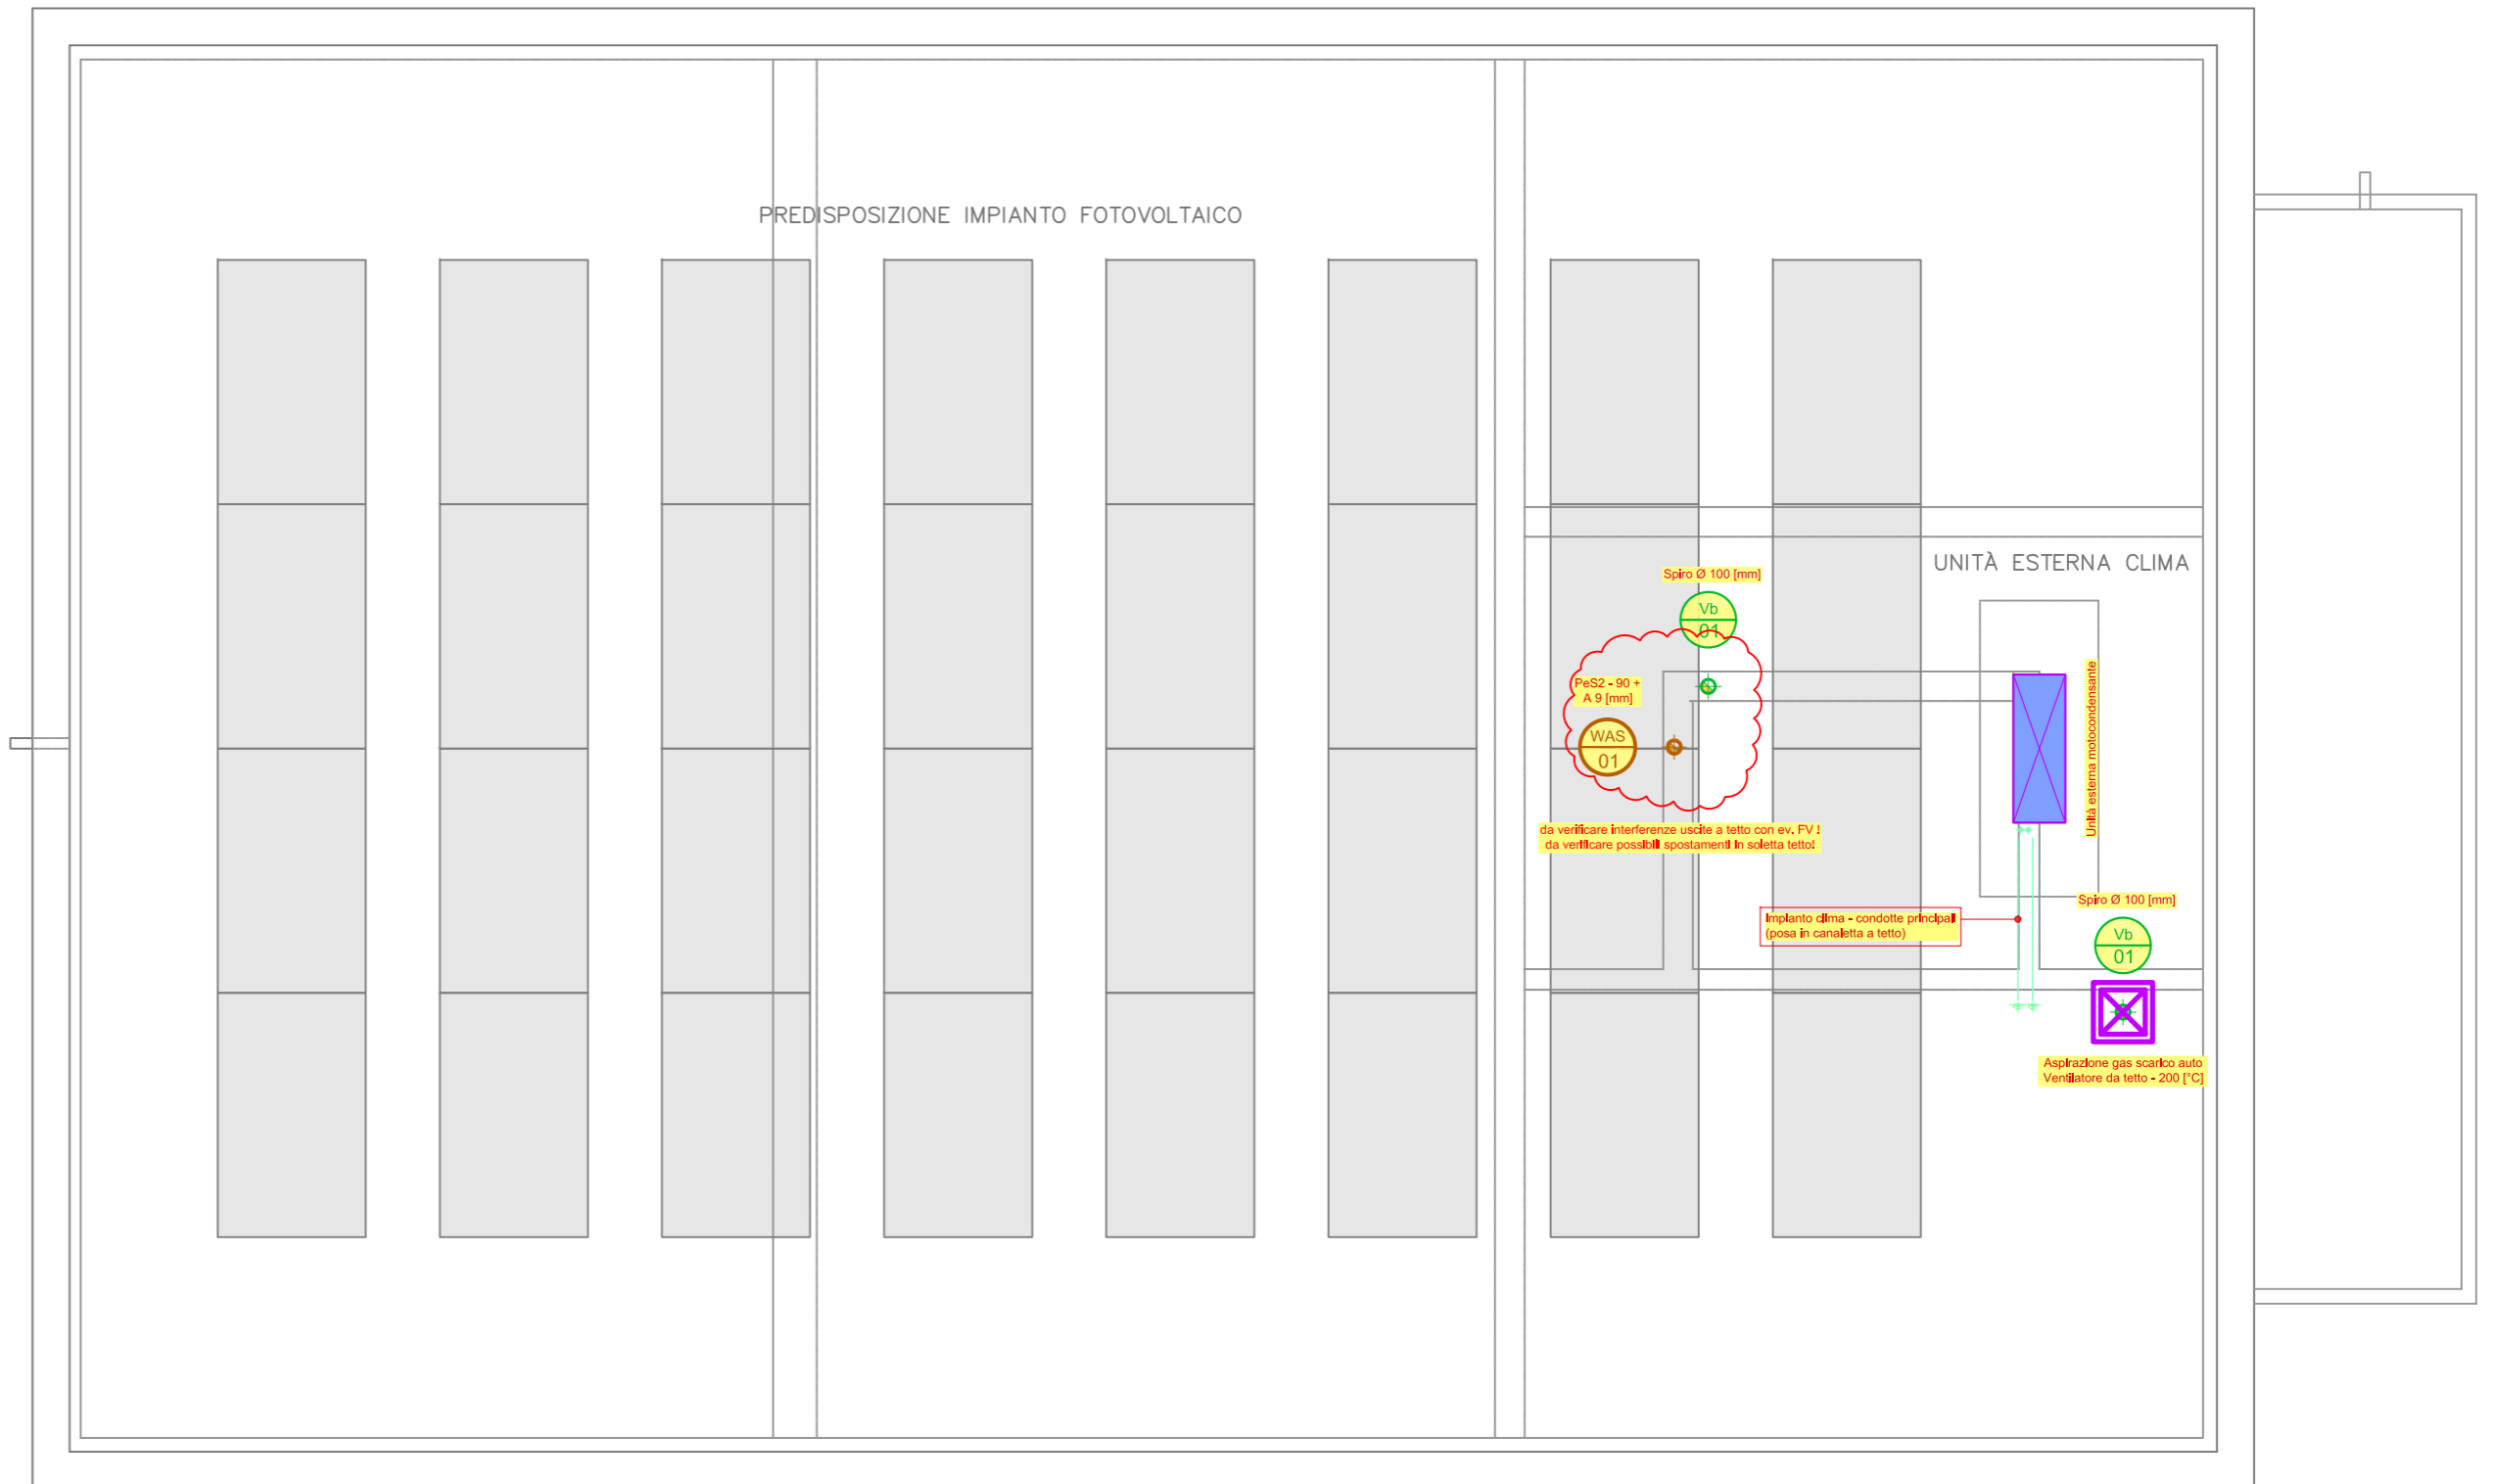 PREDISPOSIZIONE IMPIANTO FOTOVOLTAICO
UNITÀ ESTERNA CLIMA
Spiro Ø 100 [mm]
Vb
01
PeS2 - 90 +
A 9 [mm]
WAS
01
da verificare interferenze uscite a tetto con ev. FV !
da verificare possibili spostamenti in soletta tetto!
Unità esterna motocondensante
Impianto clima - condotte principali
(posa in canaletta a tetto)
Spiro Ø 100 [mm]
Vb
01
Aspirazione gas scarico auto
Ventilatore da tetto - 200 [°C]